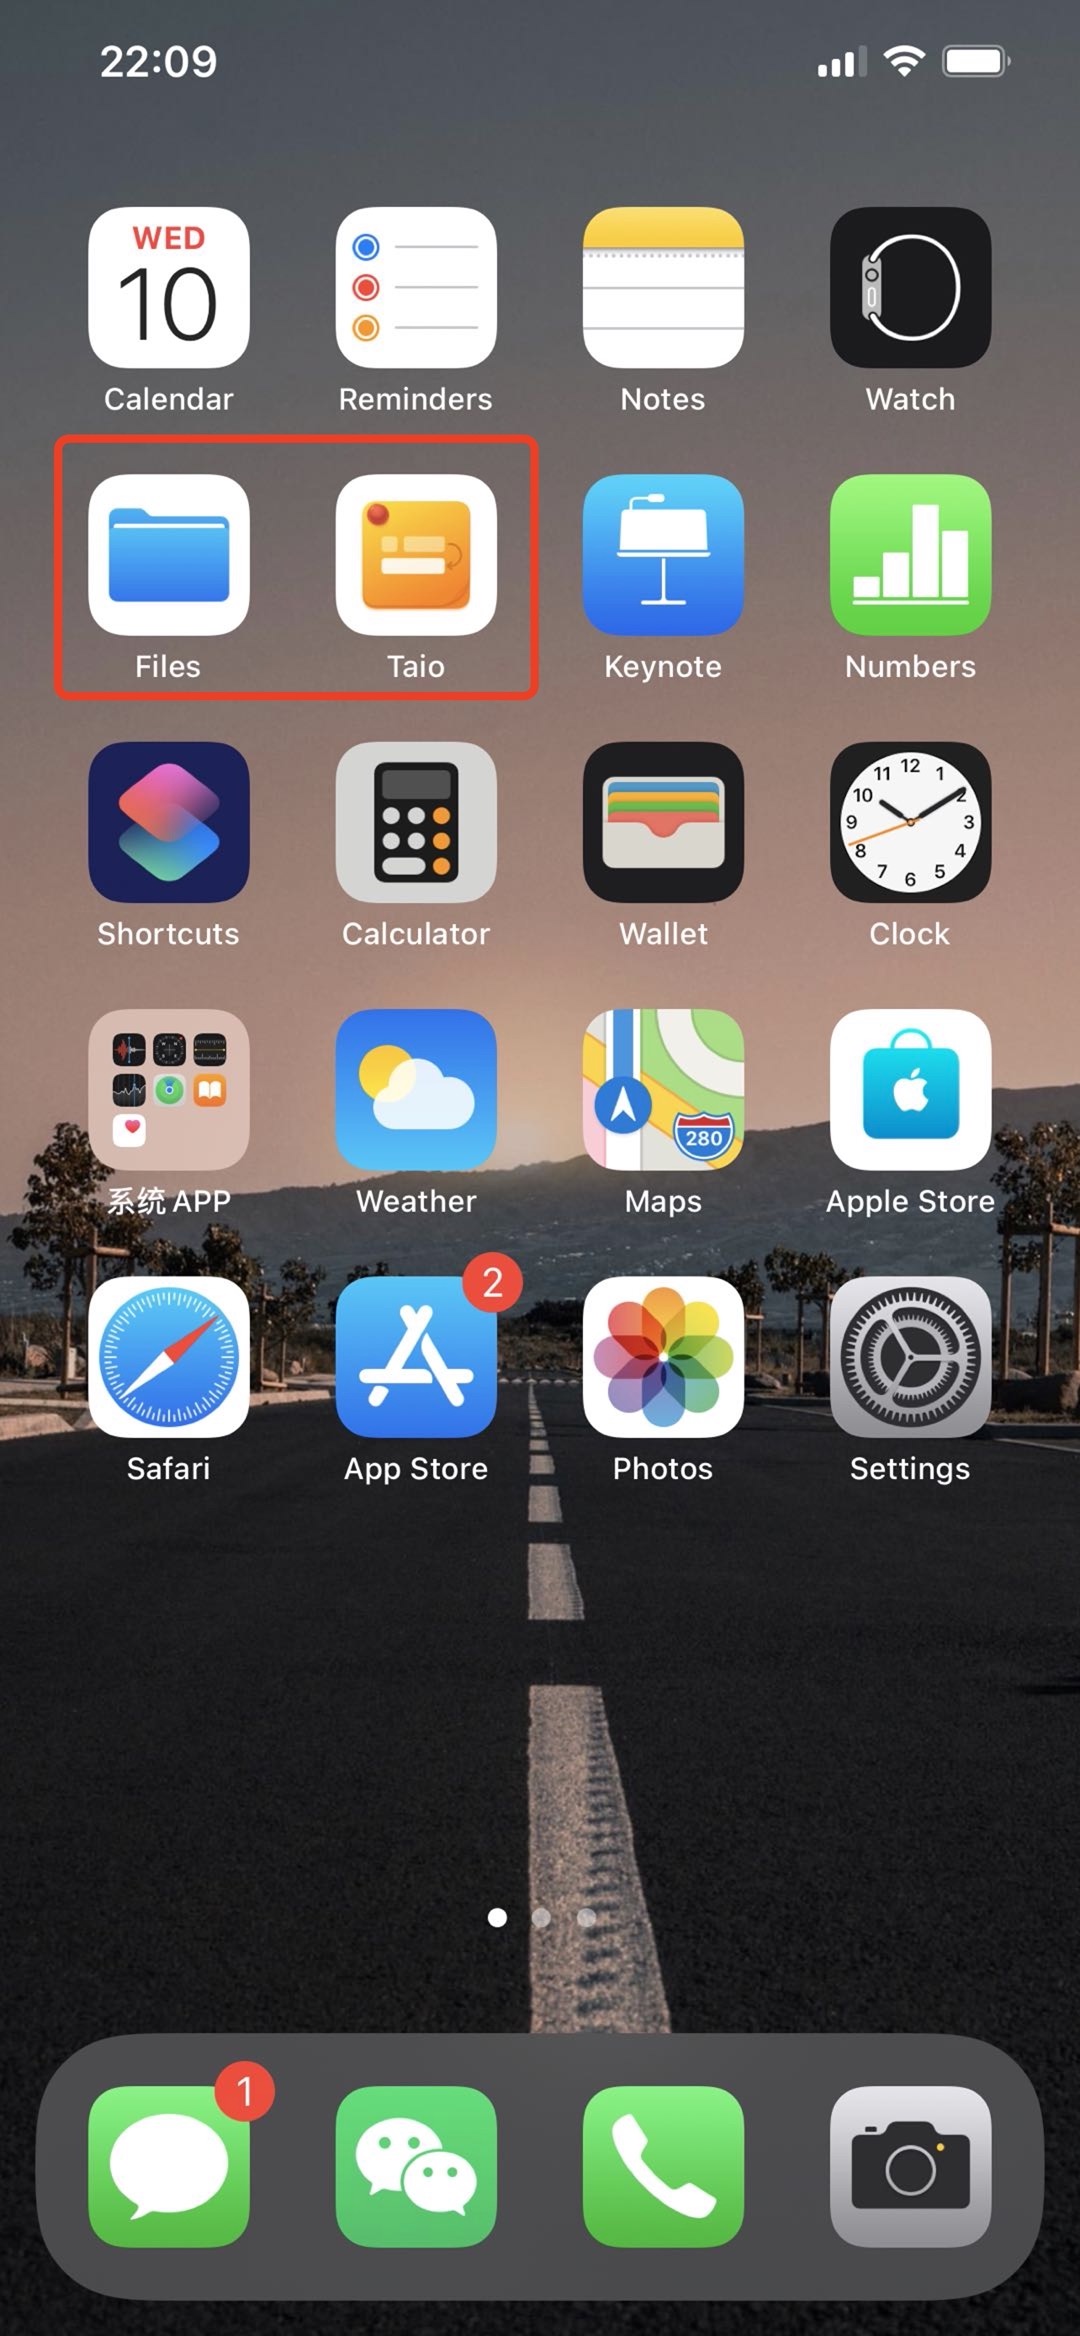 22:09
WED
10
Calendar
Reminders
Notes
Watch
Files
Taio
Keynote
Numbers
Shortcuts
Calculator
Wallet
12
11
1
10
2
9
3
8
4
7
5
6
Clock
系统 APP
Weather
280
Maps
Apple Store
2
Safari
App Store
Photos
Settings
1